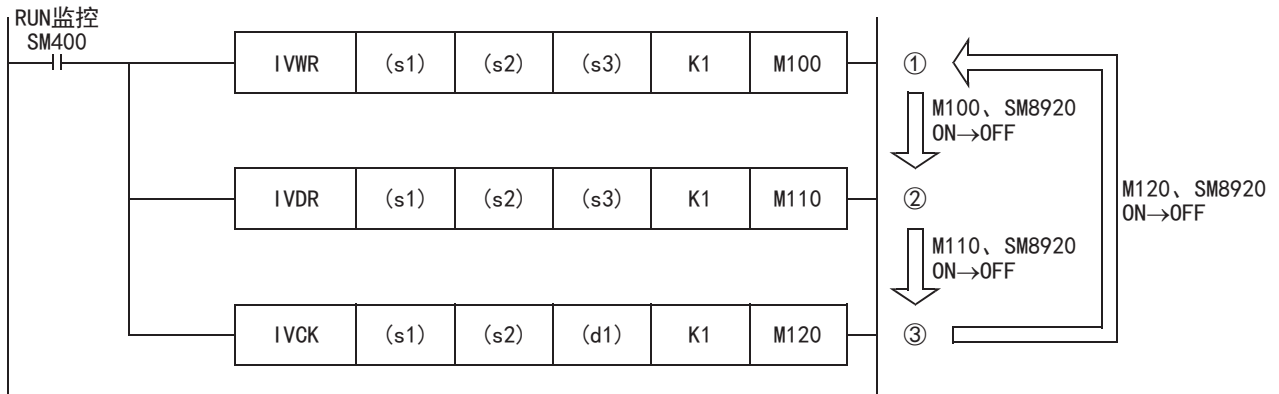 RUN监控
SM400
IVWR (s1) (s2) (s3) K1 M100 ①
M100、SM8920
ON→OFF
IVDR (s1) (s2) (s3) K1 M110 ②
M120、SM8920
ON→OFF
M110、SM8920
ON→OFF
IVCK (s1) (s2) (d1) K1 M120 ③